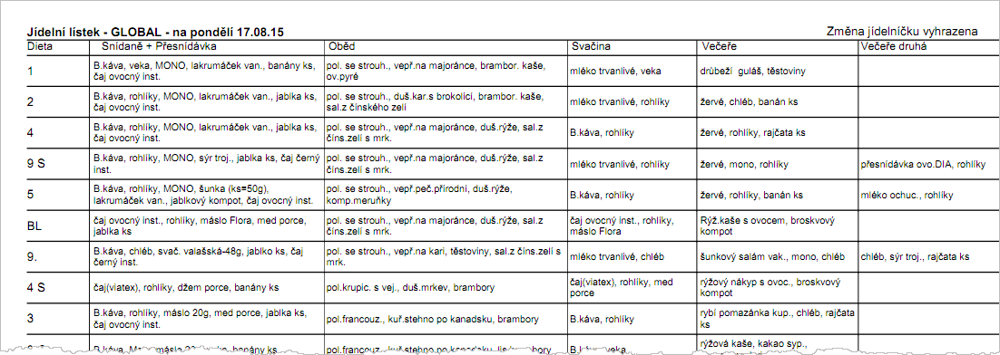 Jídelní lístek - GLOBAL - na pondělí 17.08.15 Změna jídelníčku vyhrazena
Dieta Snídaně + Přesnídávka Oběd Svačina Večeře Večeře druhá
1 B.káva, veka, MONO, lakrumáček van., banány ks, čaj ovocný inst. pol. se strouh., vepř.na majoránce, brambor. kaše, ov.pyré mléko trvanlivé, veka drůbeží guláš, těstoviny
2 B.káva, rohlíky, MONO, lakrumáček van., jablka ks, čaj ovocný inst. pol. se strouh., duš.kar.s brokolicí, brambor. kaše, sal.z čínského zelí mléko trvanlivé, rohlíky žervé, chléb, banán ks
4 B.káva, rohlíky, MONO, lakrumáček van., jablka ks, čaj ovocný inst. pol. se strouh., vepř.na majoránce, duš.rýže, sal.z číns.zelí s mrk. B.káva, rohlíky žervé, rohlíky, rajčata ks
9 S B.káva, rohlíky, MONO, sýr troj., jablka ks, čaj černý inst. pol. se strouh., vepř.na majoránce, duš.rýže, sal.z číns.zelí s mrk. mléko trvanlivé, rohlíky žervé, mono, rohlíky přesnídávka ovo.DIA, rohlíky
5 B.káva, rohlíky, MONO, šunka (ks=50g), lakrumáček van., jablkový kompot, čaj ovocný inst. pol. se strouh., vepř.peč.přírodní, duš.rýže, komp.meruňky B.káva, rohlíky žervé, rohlíky, banán ks mléko ochuc., rohlíky
BL čaj ovocný inst., rohlíky, máslo Flora, med porce, jablka ks pol. se strouh., vepř.na majoránce, duš.rýže, sal.z číns.zelí s mrk. čaj ovocný inst., rohlíky, máslo Flora Rýž.kaše s ovocem, broskvový kompot
9. B.káva, chléb, svač. valašská-48g, jablko ks, čaj černý inst. pol. se strouh., vepř.na kari, těstoviny, sal.z číns.zelí s mrk. mléko trvanlivé, chléb šunkový salám vak., mono, chléb chléb, sýr troj., rajčata ks
4 S čaj(viatex), rohlíky, džem porce, banány ks pol.krupic. s vej., duš.mrkev, brambory čaj(viatex), rohlíky, med porce rýžový nákyp s ovoc., broskvový kompot
3 B.káva, rohlíky, máslo 20g, med porce, jablka ks, čaj ovocný inst. pol.francouz., kuř.stehno po kanadsku, brambory B.káva, rohlíky rybí pomazánka kup., chléb, rajčata ks
rýžová kaše, kakao syp.,